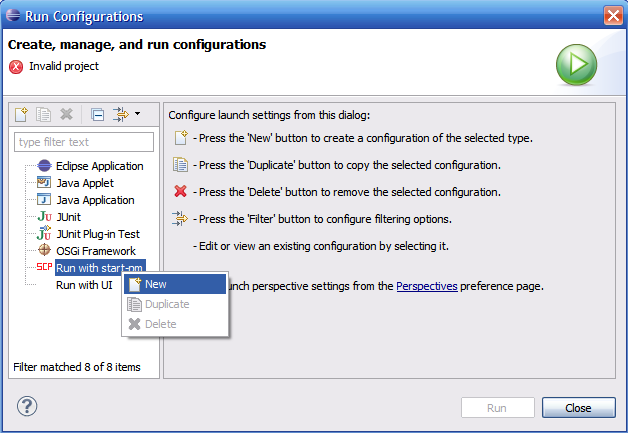 Run Configurations
Create, manage, and run configurations
Invalid project
type filter text
Eclipse Application
Java Applet
Java Application
JUnit
JUnit Plug-in Test
OSGi Framework
SCP Run with start-nm
Run with UI
New
Duplicate
Delete
Filter matched 8 of 8 items
Configure launch settings from this dialog:
- Press the 'New' button to create a configuration of the selected type.
- Press the 'Duplicate' button to copy the selected configuration.
- Press the 'Delete' button to remove the selected configuration.
- Press the 'Filter' button to configure filtering options.
- Edit or view an existing configuration by selecting it.
unch perspective settings from the Perspectives preference page.
Run
Close